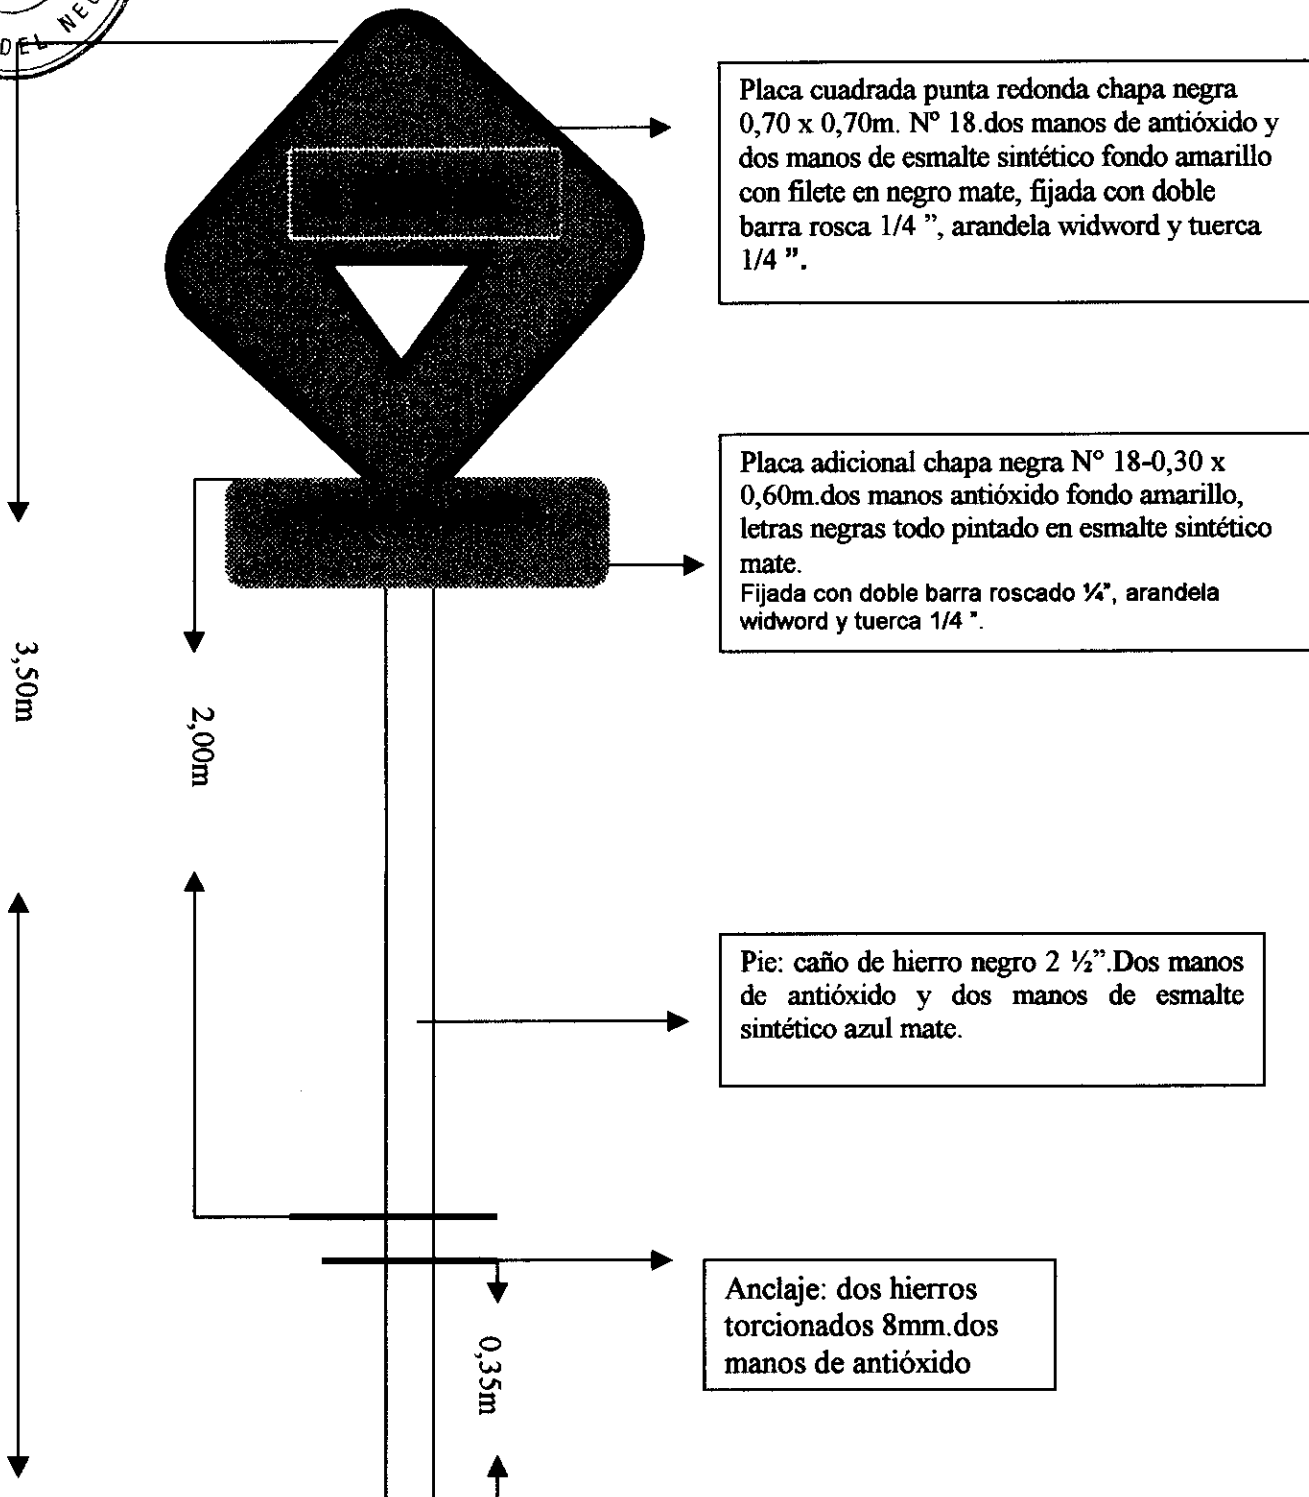 DEL NEU
Placa cuadrada punta redonda chapa negra
0,70 x 0,70m. Nº 18.dos manos de antióxido y
dos manos de esmalte sintético fondo amarillo
con filete en negro mate, fijada con doble
barra rosca 1/4 ”, arandela widword y tuerca
1/4 ”.
Placa adicional chapa negra Nº 18-0,30 x
0,60m.dos manos antióxido fondo amarillo,
letras negras todo pintado en esmalte sintético
mate.
Fijada con doble barra roscado ¼”, arandela
widword y tuerca 1/4 ”.
3,50m
2,00m
Pie: caño de hierro negro 2 ½”.Dos manos
de antióxido y dos manos de esmalte
sintético azul mate.
Anclaje: dos hierros
torcionados 8mm.dos
manos de antióxido
0,35m